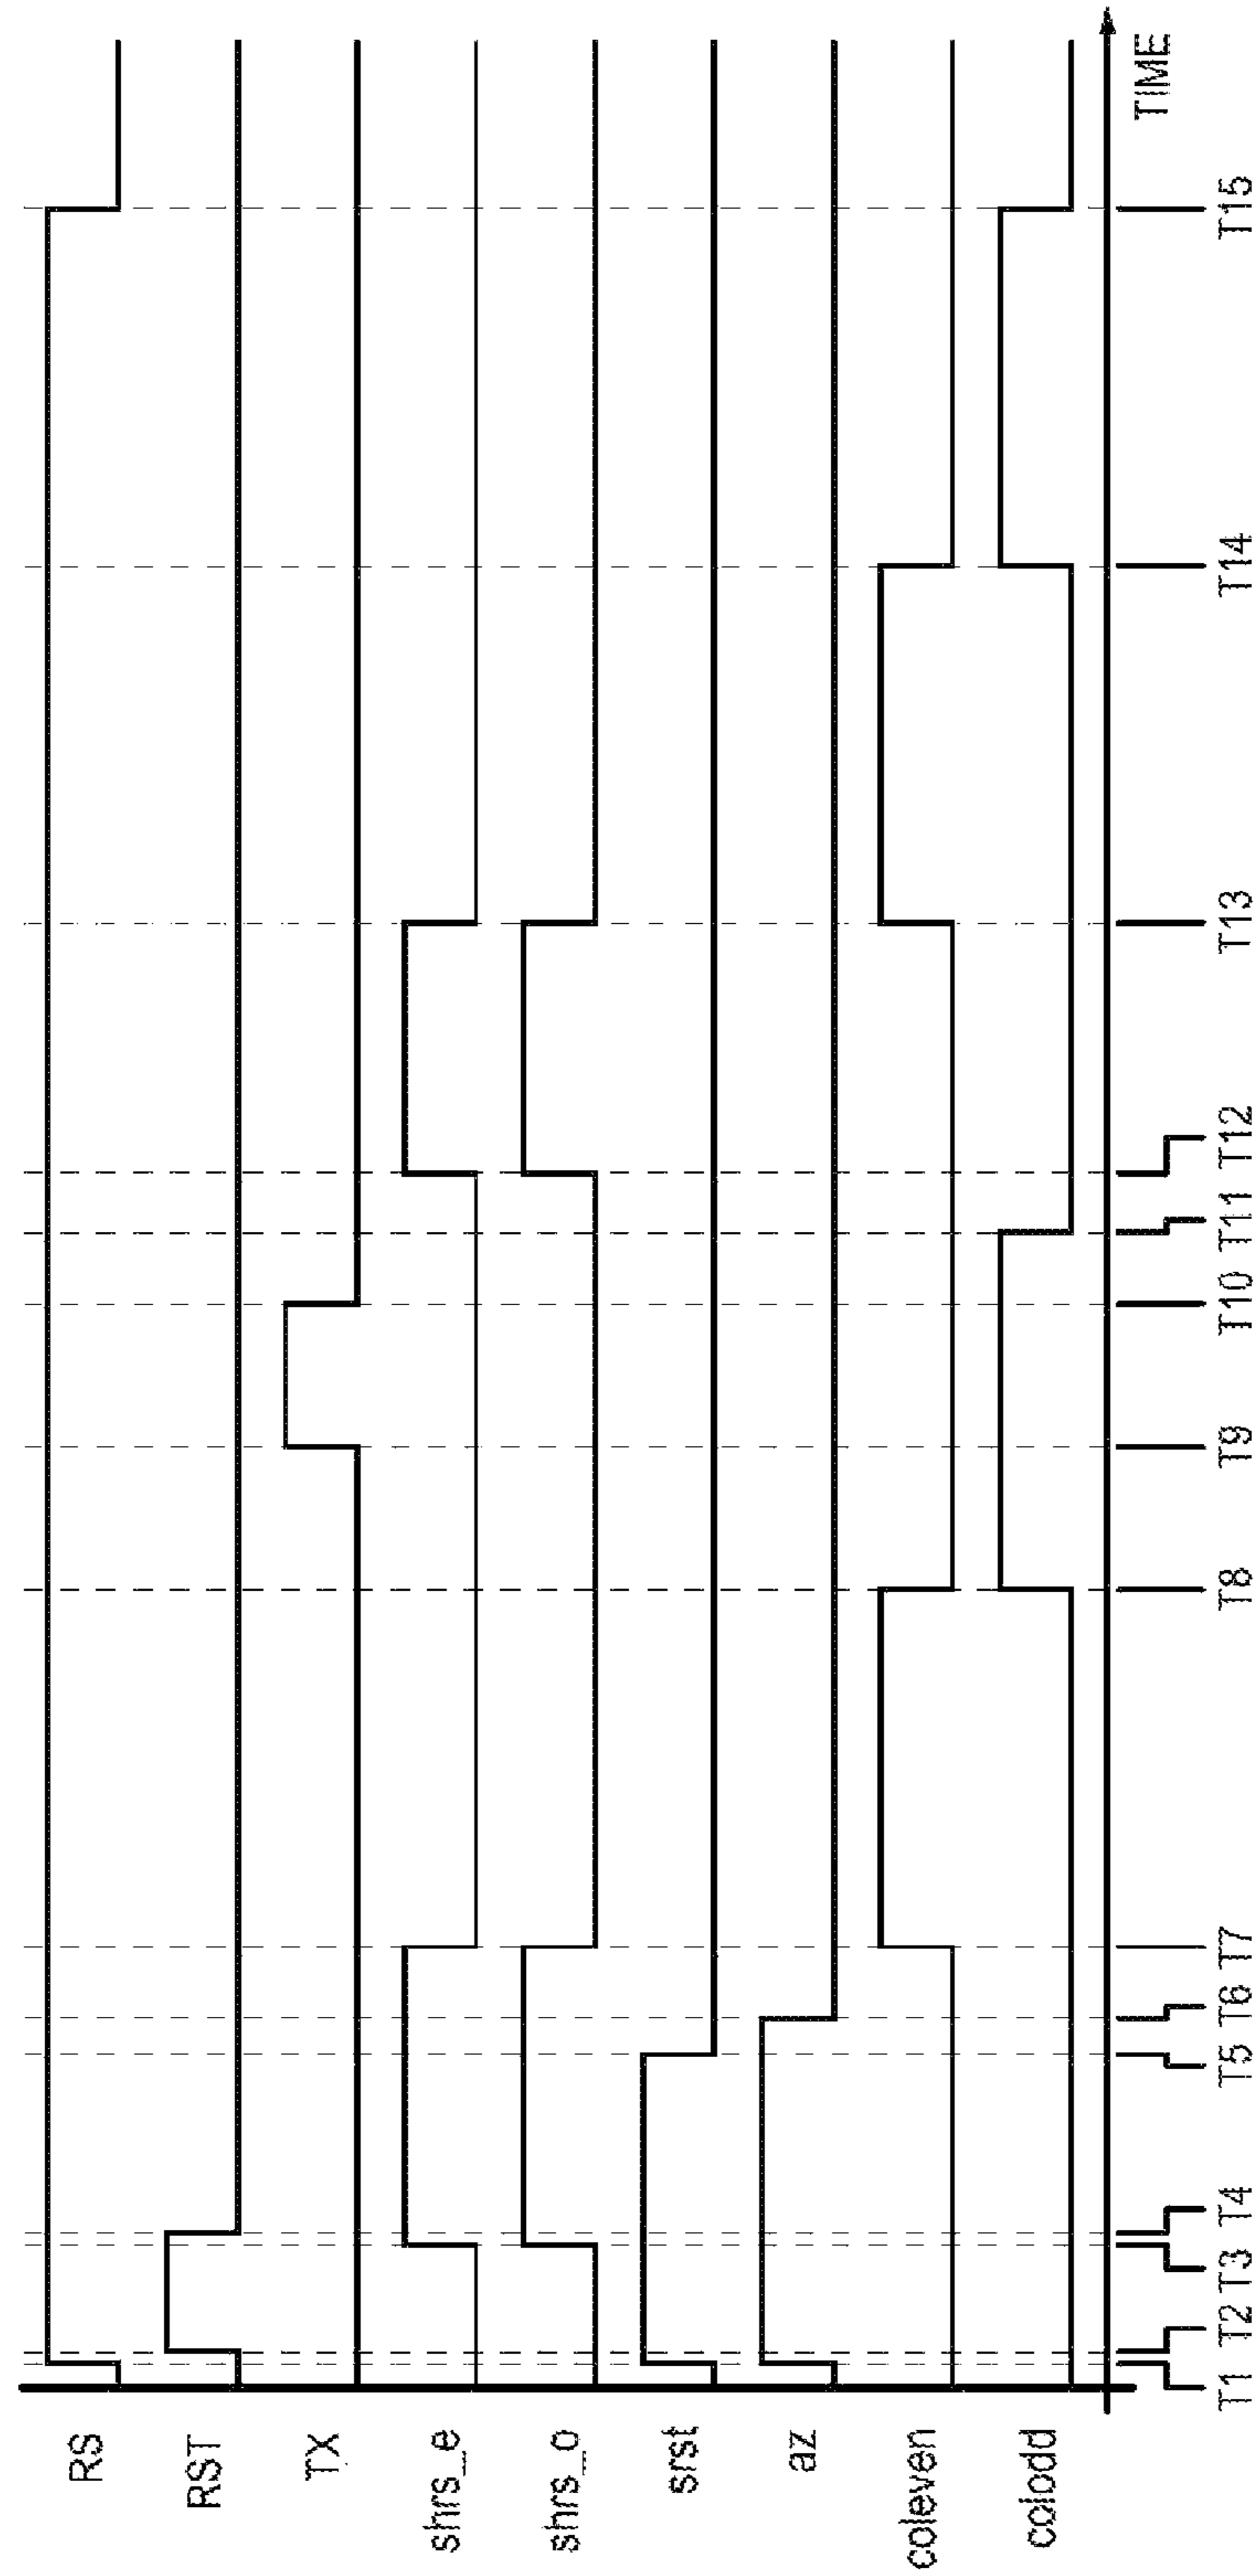 RS
RST
TX
shrs_e
shrs_o
srst
az
coleven
colodd
T1
T2
T3
T4
T5
T6
T7
T8
T9
T10
T11
T12
T13
T14
T15
TIME